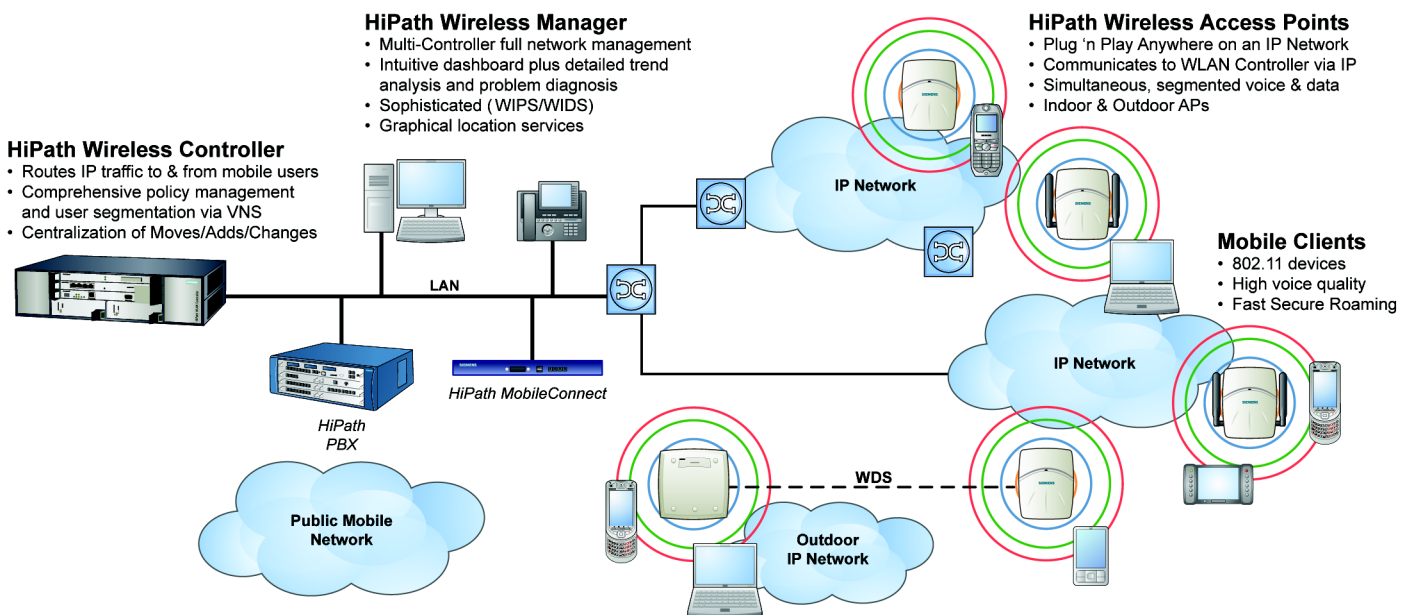 HiPath Wireless Manager
• Multi-Controller full network management
• Intuitive dashboard plus detailed trend
analysis and problem diagnosis
• Sophisticated (WIPS/WIDS)
• Graphical location services
HiPath Wireless Access Points
• Plug ‘n Play Anywhere on an IP Network
• Communicates to WLAN Controller via IP
• Simultaneous, segmented voice & data
• Indoor & Outdoor APs
HiPath Wireless Controller
• Routes IP traffic to & from mobile users
• Comprehensive policy management
and user segmentation via VNS
• Centralization of Moves/Adds/Changes
SIEMENS
IP Network
SIEMENS
Mobile Clients
• 802.11 devices
• High voice quality
• Fast Secure Roaming
LAN
SIEMENS
HiPath MobileConnect
HiPath
PBX
IP Network
SIEMENS
WDS
SIEMENS
Public Mobile
Network
Outdoor
IP Network